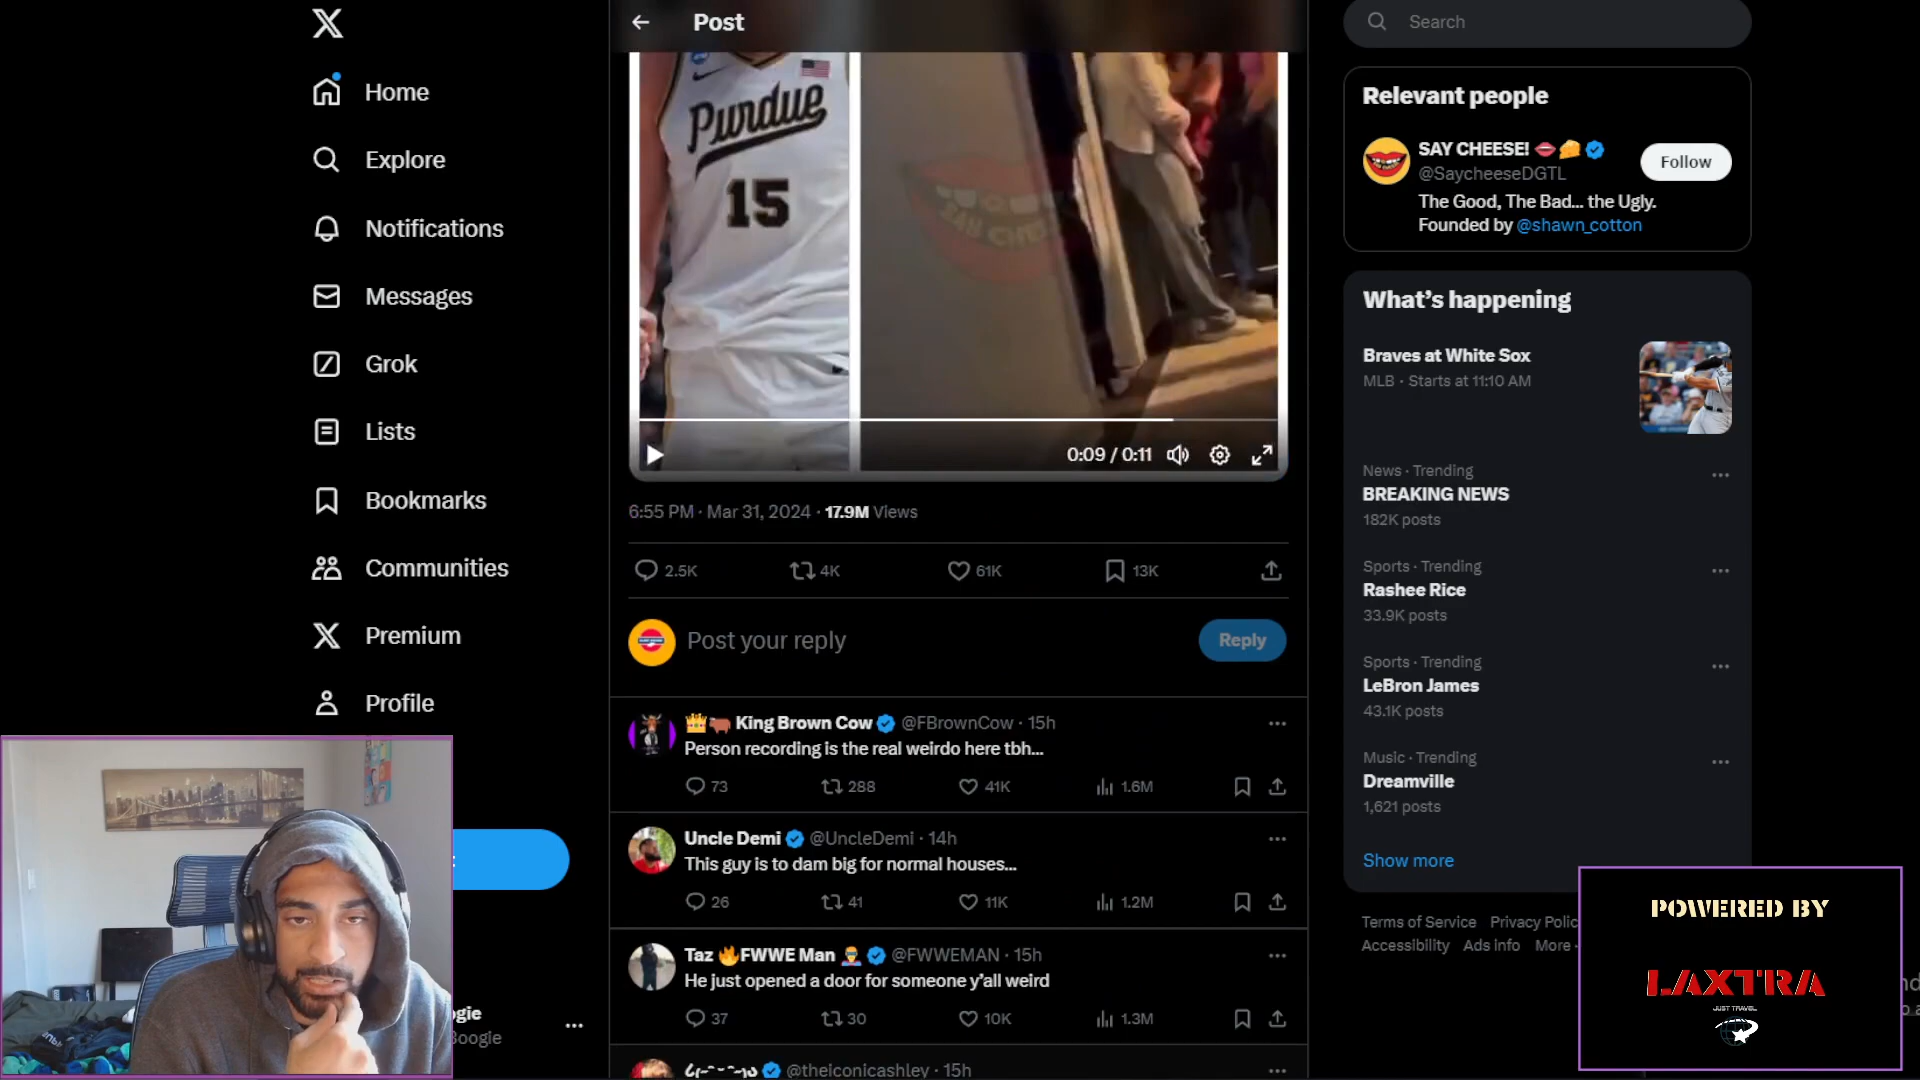 Post
Search
Home
Explore
Notifications
Messages
Grok
Lists
Bookmarks
Communities
Premium
Profile
Purdue
15
SAY CHEESE
0:09 / 0:11
6:55 PM · Mar 31, 2024 · 17.9M Views
2.5K 4K 61K 13K
Post your reply
Reply
King Brown Cow @FBrownCow · 15h
Person recording is the real weirdo here tbh...
73 288 41K 1.6M
Uncle Demi @UncleDemi · 14h
This guy is to dam big for normal houses...
26 41 11K 1.2M
Taz 🔥FWWE Man @FWWEMAN · 15h
He just opened a door for someone y'all weird
37 30 10K 1.3M
@theiconicashley · 15h
Relevant people
SAY CHEESE! 👄🧀
@SaycheeseDGTL
Follow
The Good, The Bad... the Ugly.
Founded by @shawn_cotton
What's happening
Braves at White Sox
MLB · Starts at 11:10 AM
News · Trending
BREAKING NEWS
182K posts
Sports · Trending
Rashee Rice
33.9K posts
Sports · Trending
LeBron James
43.1K posts
Music · Trending
Dreamville
1,621 posts
Show more
Terms of Service Privacy Polic
Accessibility Ads info More
POWERED BY
LAXTRA
JUST TRAVEL
ogie
Boogie